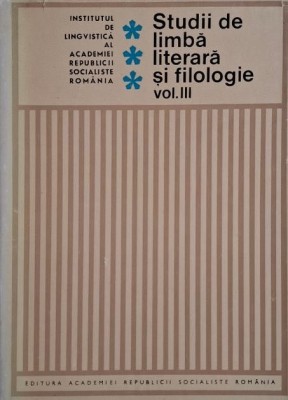 INSTITUTUL
DE
LINGVISTICĂ
AL
ACADEMIEI
REPUBLICII
SOCIALISTE
ROMÂNIA
Studii de
limbă
literară
și filologie
vol.III
EDITURA ACADEMIEI REPUBLICII SOCIALISTE ROMÂNIA